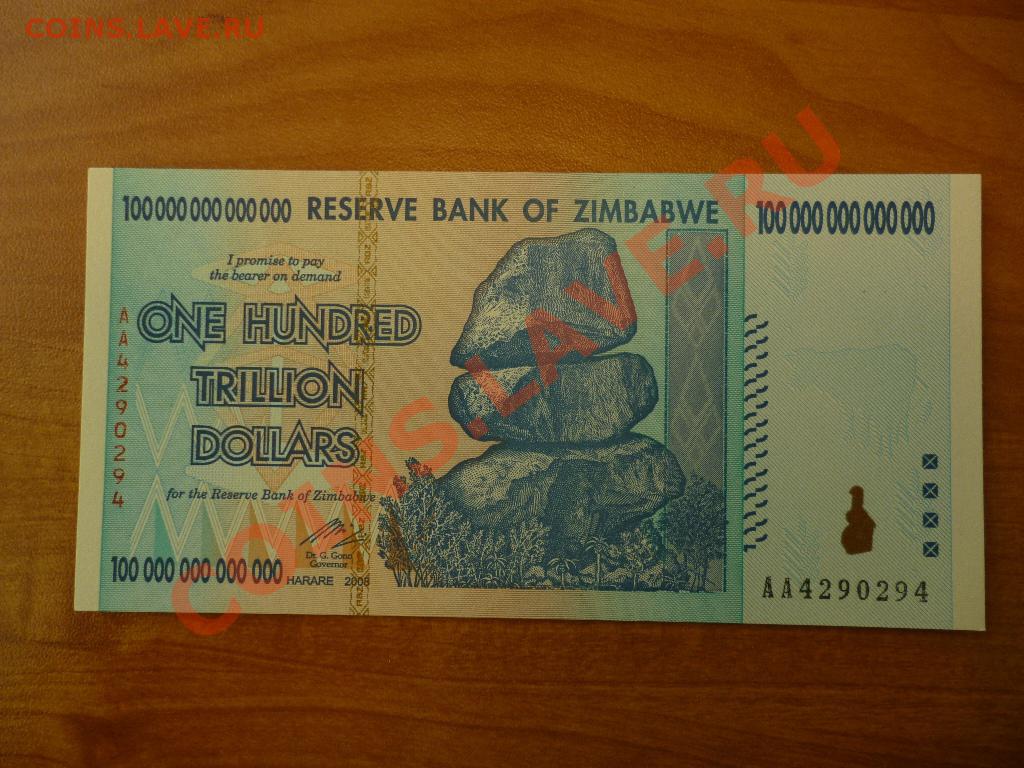 COINS.LAVE.RU
100 000 000 000 000 RESERVE BANK OF ZIMBABWE 100 000 000 000 000
I promise to pay
the bearer on demand
ONE HUNDRED
TRILLION
DOLLARS
for the Reserve Bank of Zimbabwe
Dr. G. Gono
Governor
100 000 000 000 000 HARARE 2008
AA4290294
AA4290294
COINS.LAVE.RU